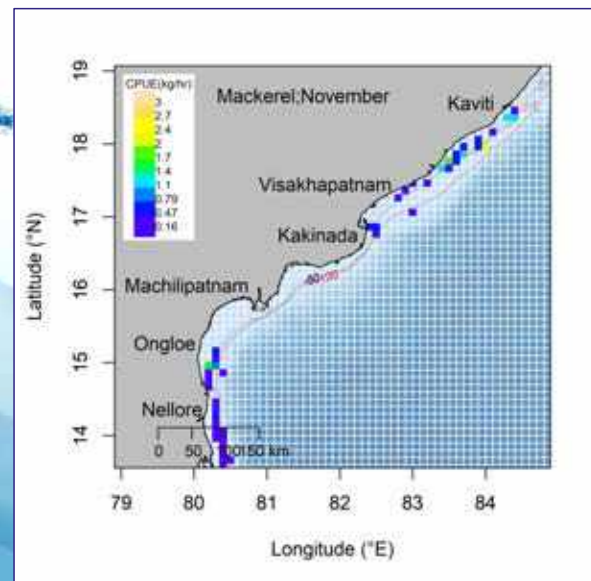 CPUE(kg/hr)
3
2.7
2.4
2
1.7
1.4
1.1
0.79
0.47
0.16
Mackerel;November
Kaviti
Visakhapatnam
Kakinada
Machilipatnam
Ongloe
Nellore
0 50 100150 km
19
18
17
16
15
14
Latitude (°N)
79 80 81 82 83 84
Longitude (°E)